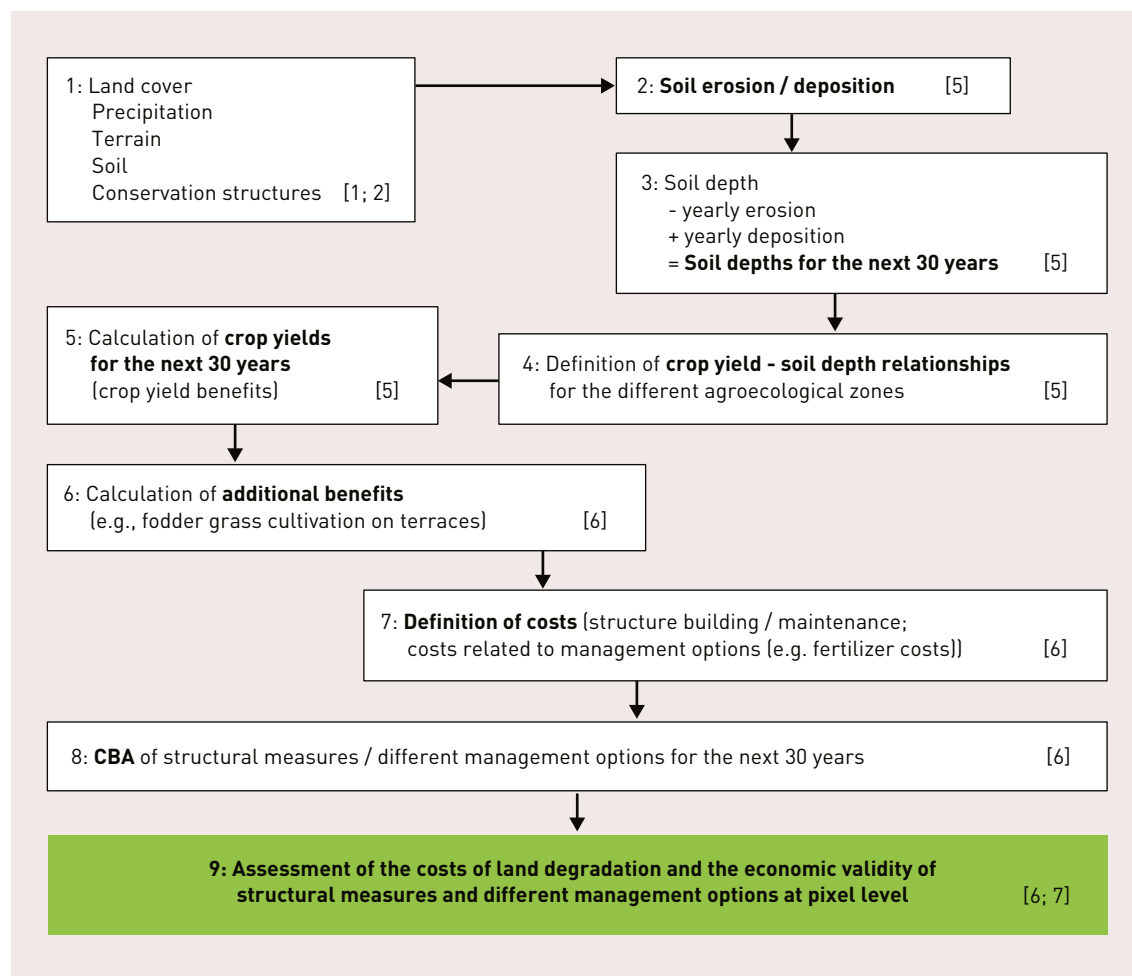 1: Land cover
Precipitation
Terrain
Soil
Conservation structures [1; 2]
2: Soil erosion / deposition [5]
3: Soil depth
- yearly erosion
+ yearly deposition
= Soil depths for the next 30 years [5]
4: Definition of crop yield - soil depth relationships
for the different agroecological zones [5]
5: Calculation of crop yields
for the next 30 years
(crop yield benefits) [5]
6: Calculation of additional benefits
(e.g., fodder grass cultivation on terraces) [6]
7: Definition of costs (structure building / maintenance;
costs related to management options (e.g. fertilizer costs)) [6]
8: CBA of structural measures / different management options for the next 30 years [6]
9: Assessment of the costs of land degradation and the economic validity of
structural measures and different management options at pixel level [6; 7]